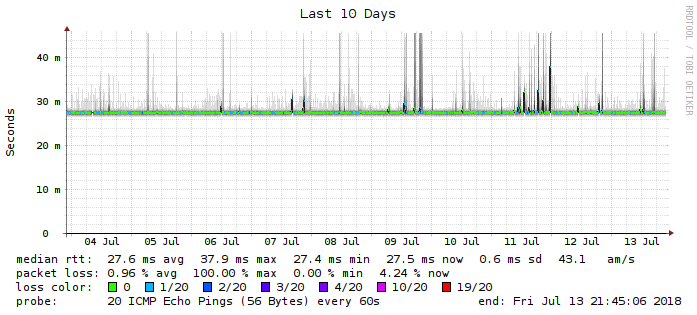 Last 10 Days
RRDTOOL / TOBI OETIKER
Seconds
40 m
30 m
20 m
10 m
0
04 Jul 05 Jul 06 Jul 07 Jul 08 Jul 09 Jul 10 Jul 11 Jul 12 Jul 13 Jul
median rtt: 27.6 ms avg 37.9 ms max 27.4 ms min 27.5 ms now 0.6 ms sd 43.1 am/s
packet loss: 0.96 % avg 100.00 % max 0.00 % min 4.24 % now
loss color: 0 1/20 2/20 3/20 4/20 10/20 19/20
probe: 20 ICMP Echo Pings (56 Bytes) every 60s end: Fri Jul 13 21:45:06 2018